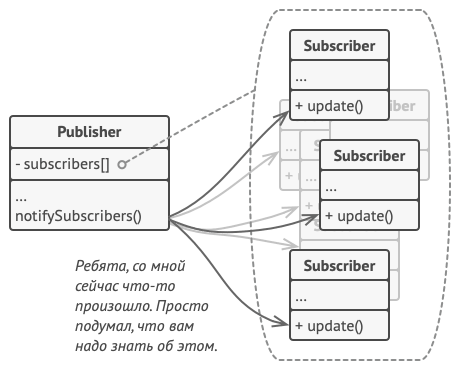 Subscriber
...
+ update()
Publisher
- subscribers[]
...
notifySubscribers()
Subscriber
...
+ update()
Subscriber
...
+ update()
Ребята, со мной
сейчас что-то
произошло. Просто
подумал, что вам
надо знать об этом.